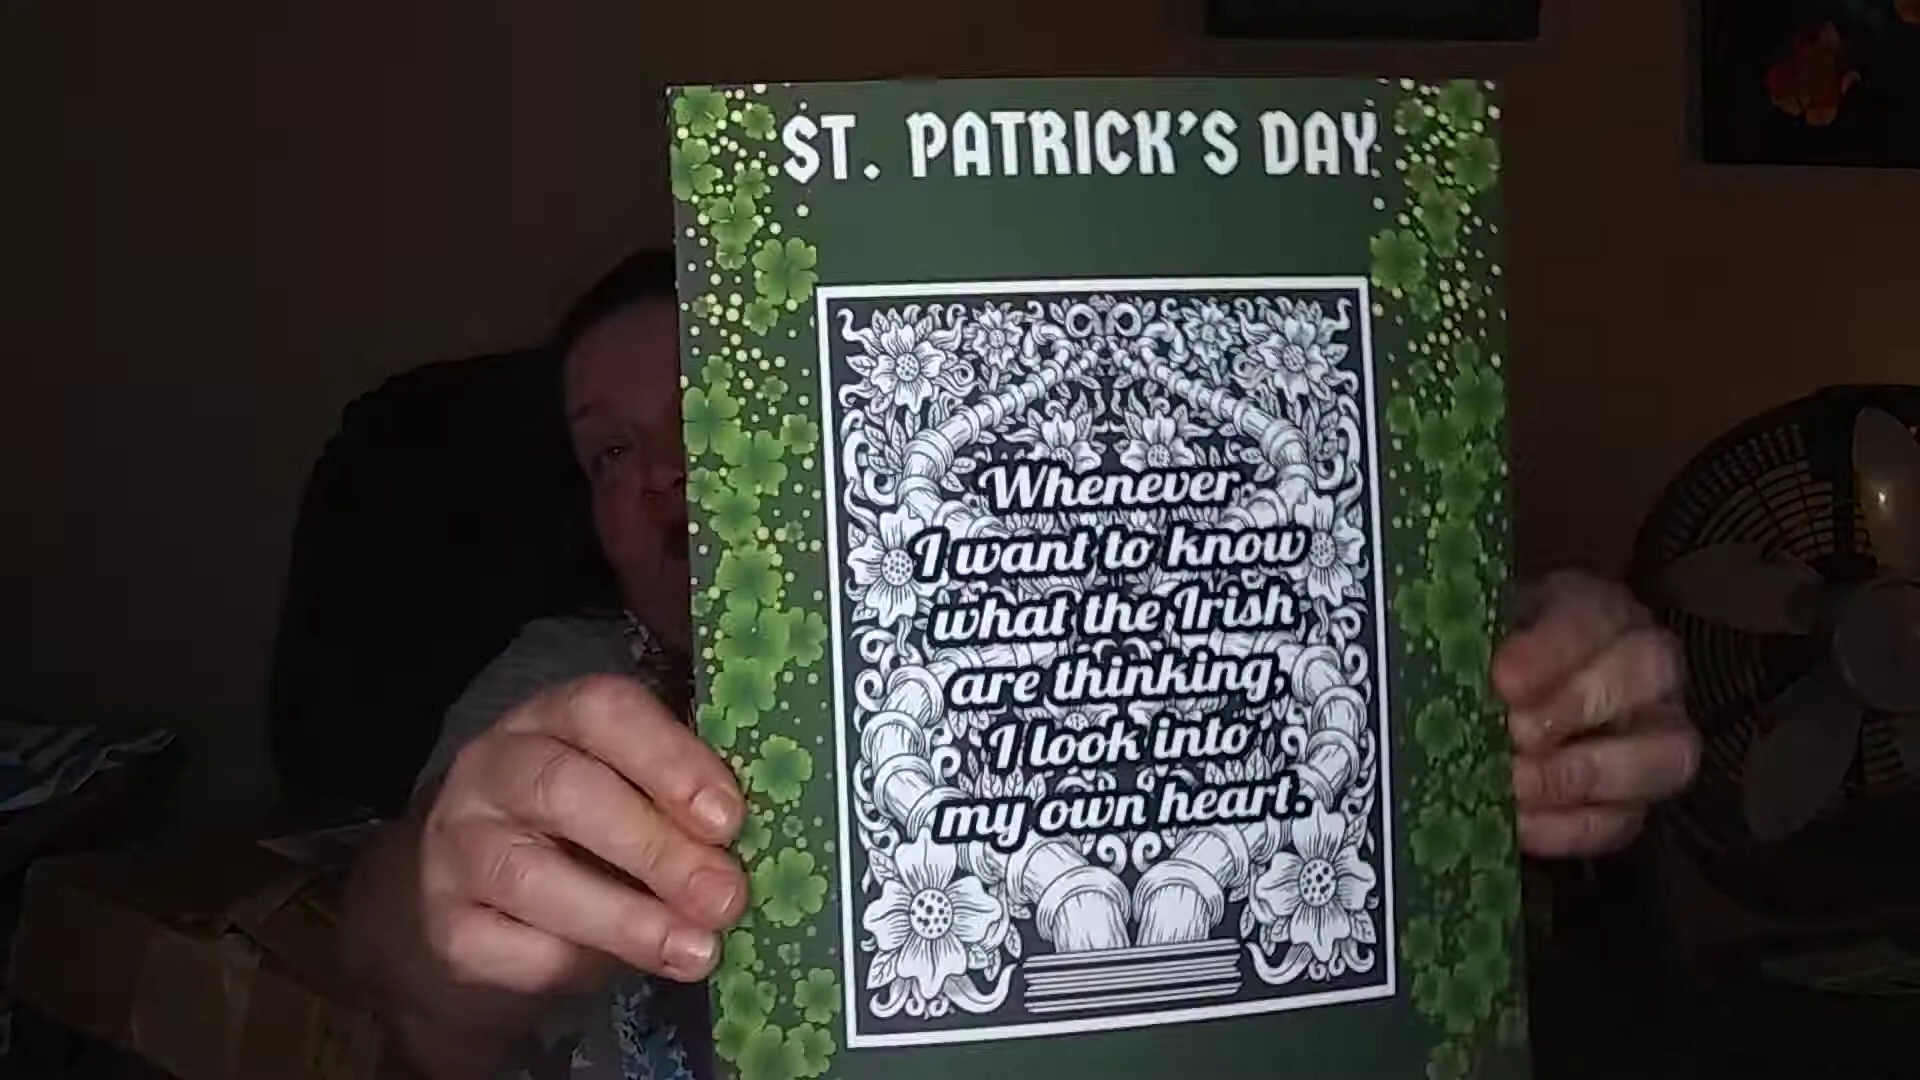 ST. PATRICK'S DAY
Whenever
I want to know
what the Irish
are thinking,
I look into
my own heart.